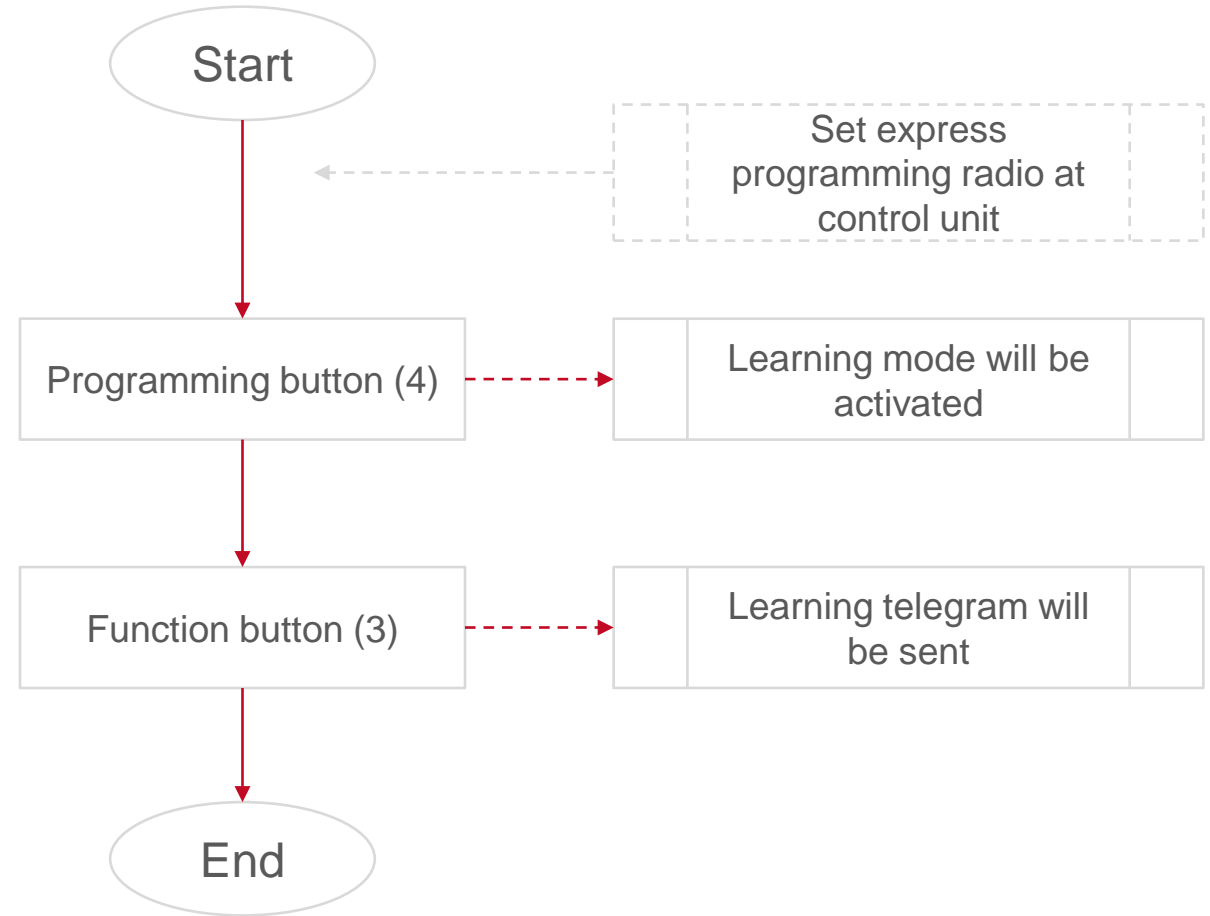 Start
Set express
programming radio at
control unit
Programming button (4)
Learning mode will be
activated
Function button (3)
Learning telegram will
be sent
End